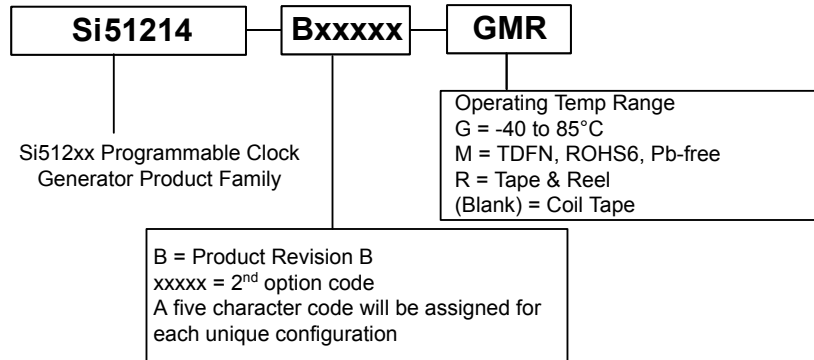 Si51214
Bxxxxx
GMR
Operating Temp Range
G = -40 to 85°C
M = TDFN, ROHS6, Pb-free
R = Tape & Reel
(Blank) = Coil Tape
Si512xx Programmable Clock
Generator Product Family
B = Product Revision B
xxxxx = 2nd option code
A five character code will be assigned for
each unique configuration